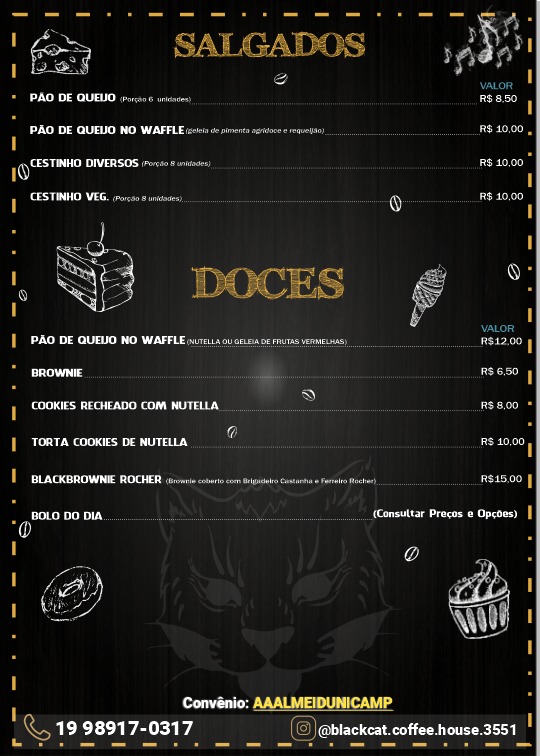 SALGADOS
VALOR
PÃO DE QUEIJO (Porção 6 unidades) R$ 8,50
PÃO DE QUEIJO NO WAFFLE (geleia de pimenta agridoce e requeijão) R$ 10,00
CESTINHO DIVERSOS (Porção 8 unidades) R$ 10,00
CESTINHO VEG. (Porção 8 unidades) R$ 10,00
DOCES
VALOR
PÃO DE QUEIJO NO WAFFLE (NUTELLA OU GELEIA DE FRUTAS VERMELHAS) R$12,00
BROWNIE R$ 6,50
COOKIES RECHEADO COM NUTELLA R$ 8,00
TORTA COOKIES DE NUTELLA R$ 10,00
BLACKBROWNIE ROCHER (Brownie coberto com Brigadeiro Castanha e Ferreiro Rocher) R$15,00
BOLO DO DIA (Consultar Preços e Opções)
Convênio: AAALMEIDUNICAMP
19 98917-0317 @blackcat.coffee.house.3551